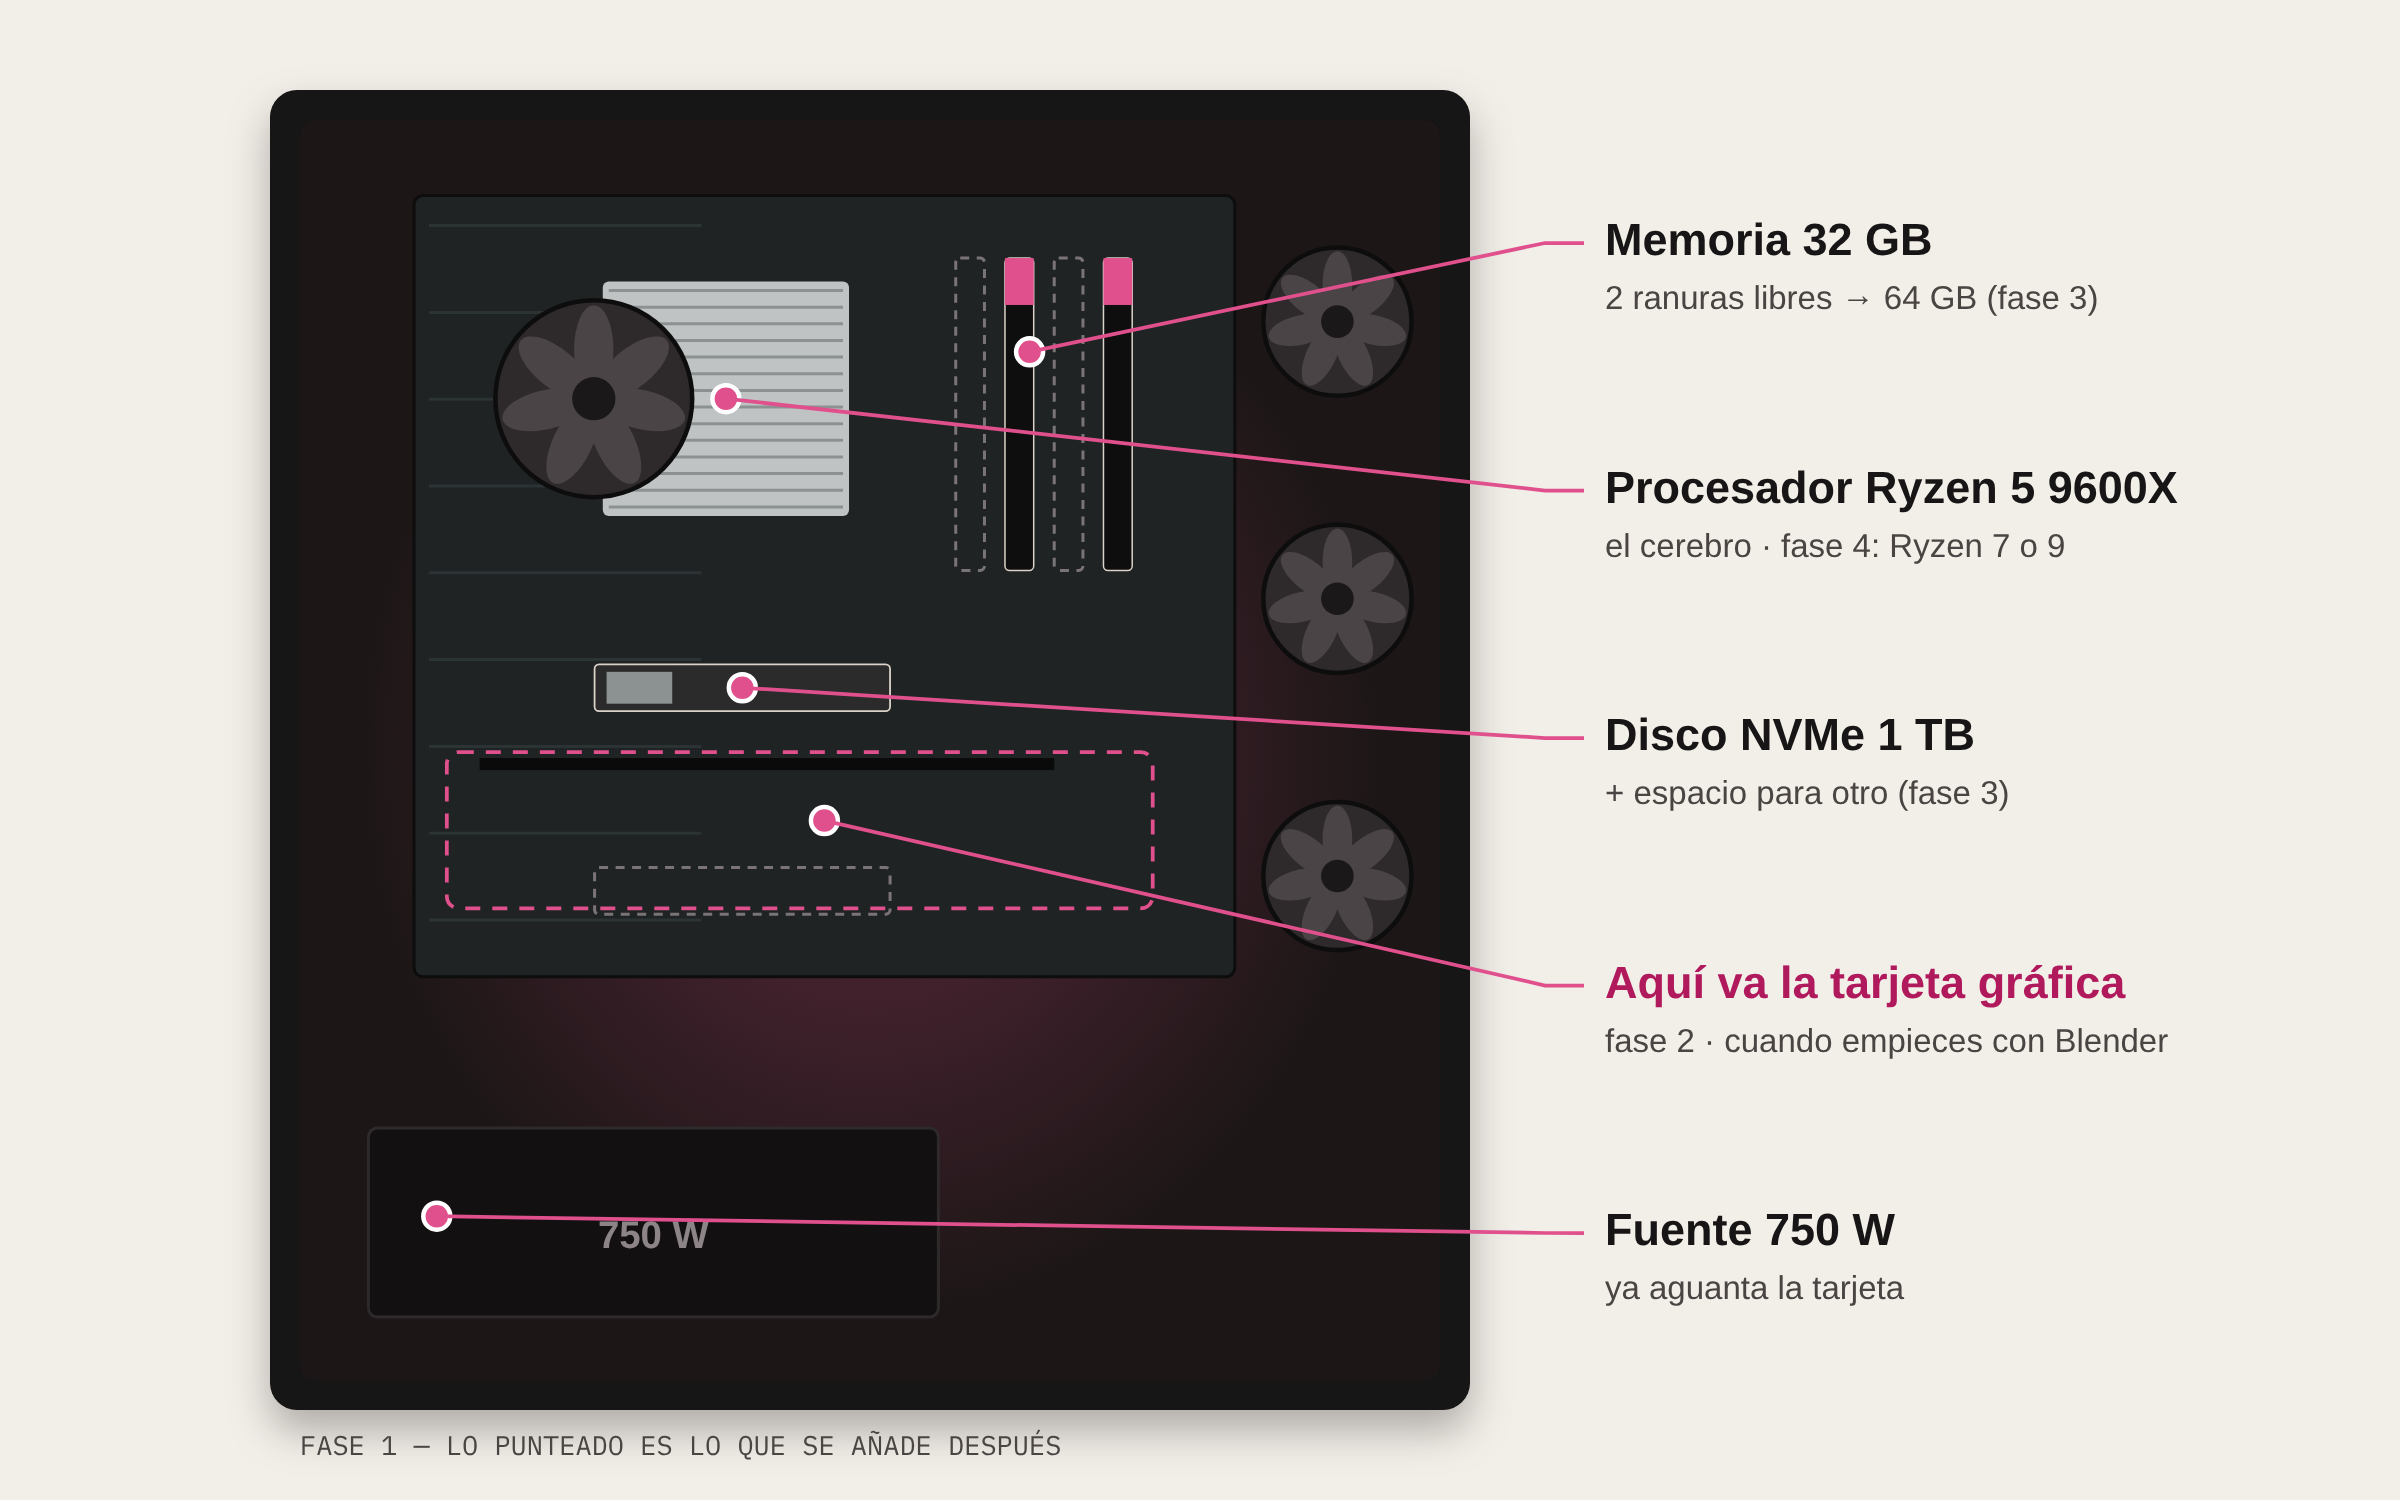 Memoria 32 GB
2 ranuras libres → 64 GB (fase 3)
Procesador Ryzen 5 9600X
el cerebro · fase 4: Ryzen 7 o 9
Disco NVMe 1 TB
+ espacio para otro (fase 3)
Aquí va la tarjeta gráfica
fase 2 · cuando empieces con Blender
750 W
Fuente 750 W
ya aguanta la tarjeta
FASE 1 — LO PUNTEADO ES LO QUE SE AÑADE DESPUÉS